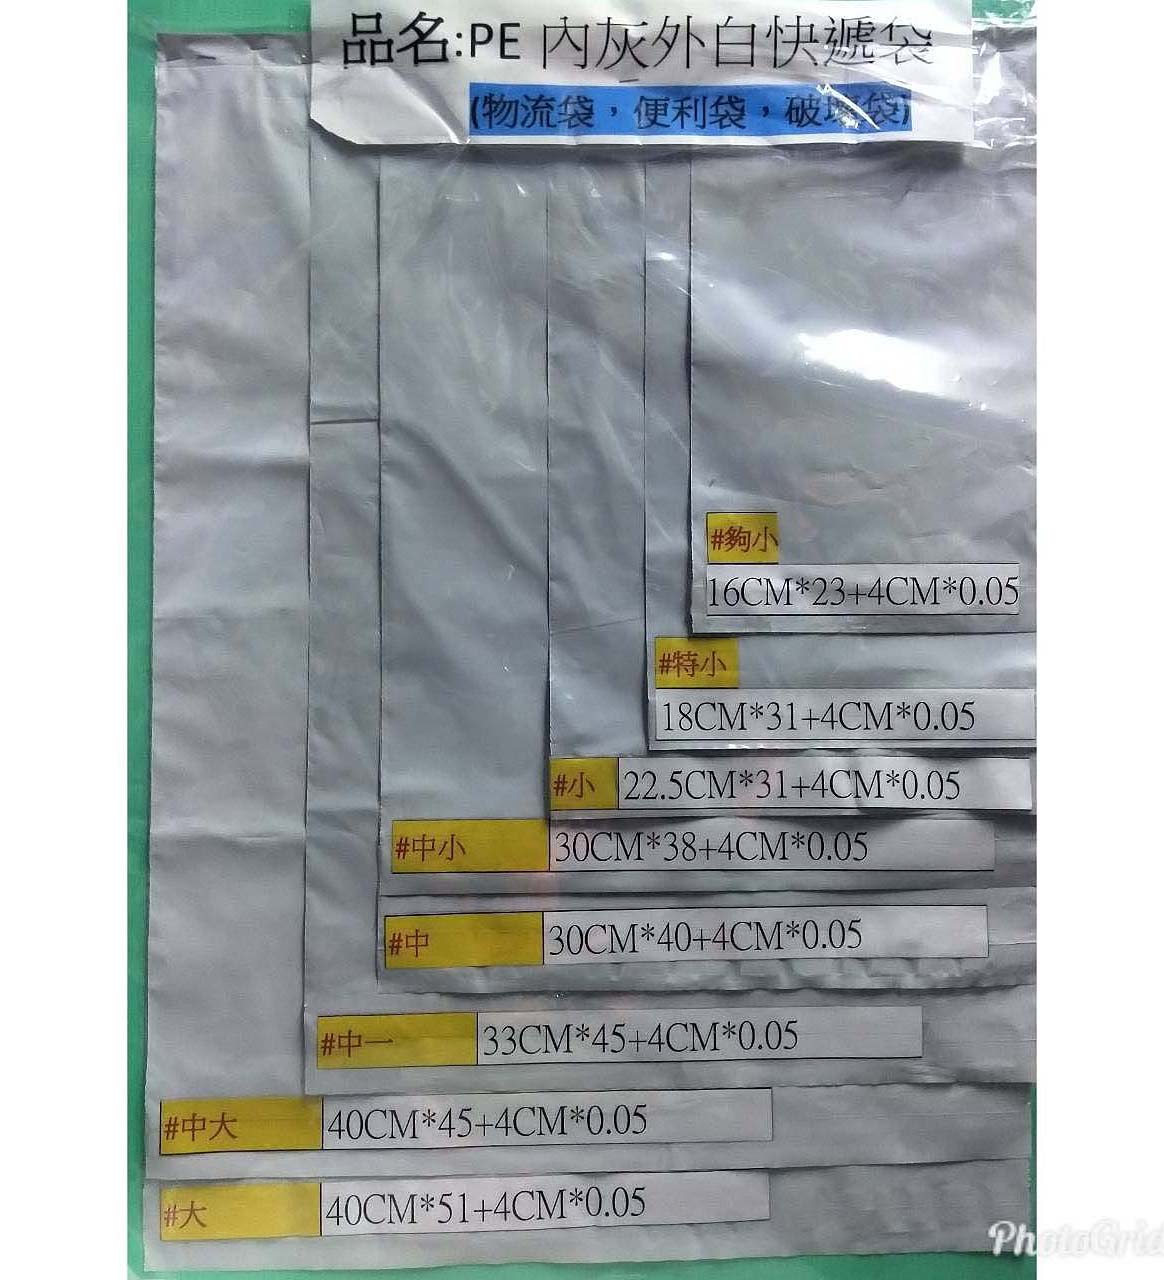 品名:PE 內灰外白快遞袋
(物流袋，便利袋，破壞袋)
#夠小
16CM*23+4CM*0.05
#特小
18CM*31+4CM*0.05
#小 22.5CM*31+4CM*0.05
#中小 30CM*38+4CM*0.05
#中 30CM*40+4CM*0.05
#中一 33CM*45+4CM*0.05
#中大 40CM*45+4CM*0.05
#大 40CM*51+4CM*0.05
PhotoGrid